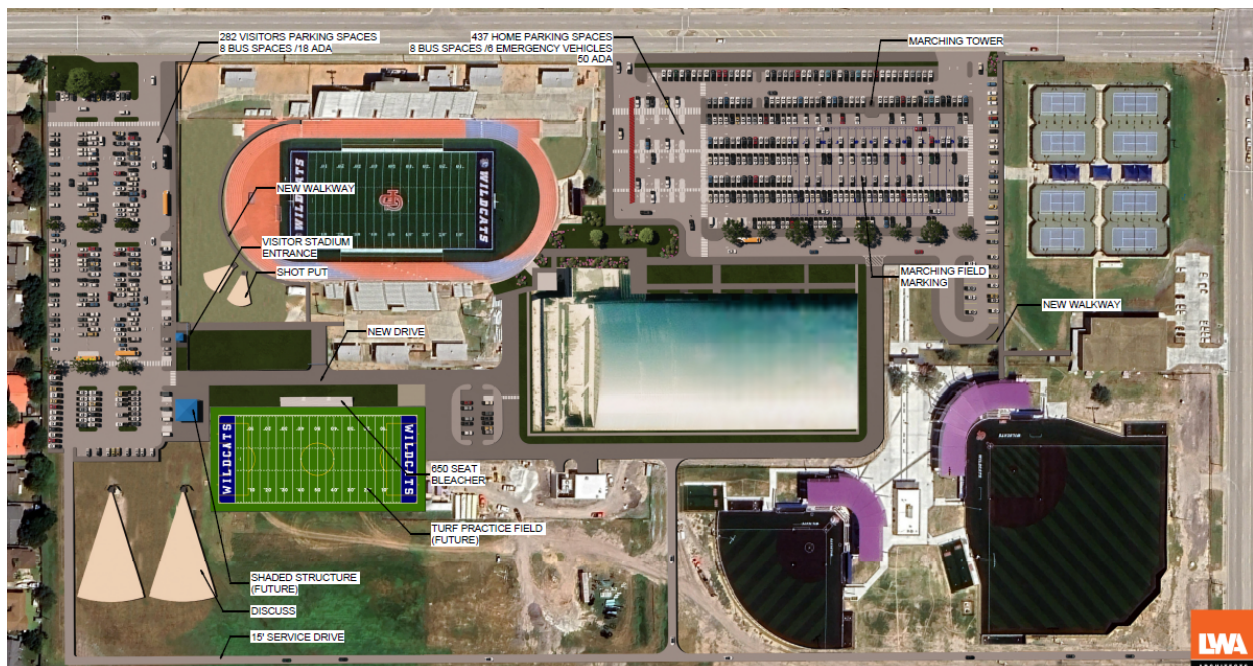 282 VISITORS PARKING SPACES
8 BUS SPACES /18 ADA
437 HOME PARKING SPACES
8 BUS SPACES /6 EMERGENCY VEHICLES
50 ADA
MARCHING TOWER
NEW WALKWAY
VISITOR STADIUM
ENTRANCE
SHOT PUT
WILDCATS
WILDCATS
MARCHING FIELD
MARKING
NEW WALKWAY
NEW DRIVE
WILDCATS
WILDCATS
650 SEAT
BLEACHER
TURF PRACTICE FIELD
(FUTURE)
SHADED STRUCTURE
(FUTURE)
DISCUSS
15' SERVICE DRIVE
LWA